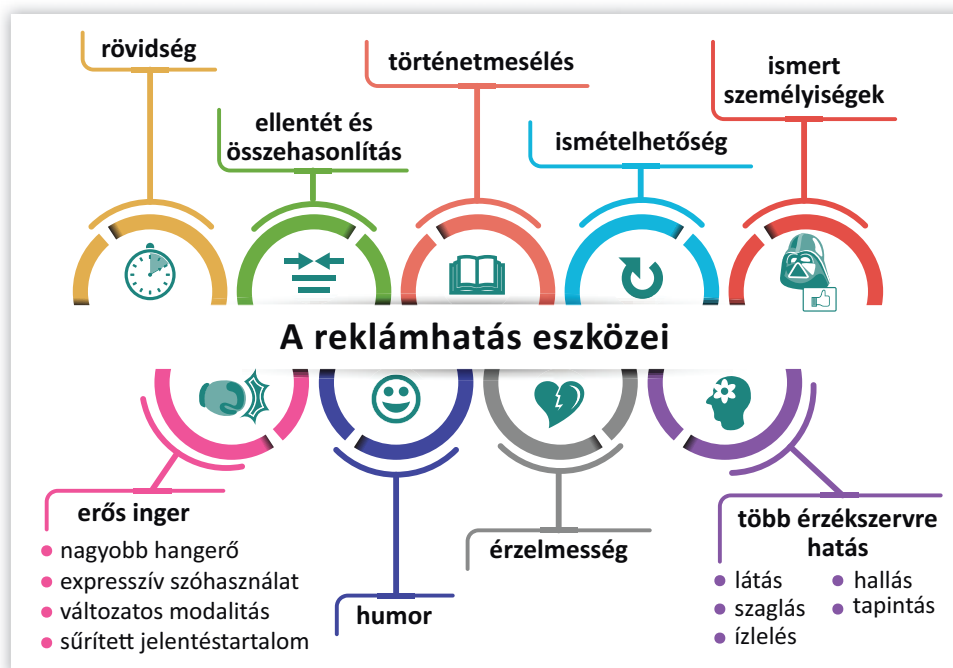 rövidség
ellentét és
összehasonlítás
történetmesélés
ismételhetőség
ismert
személyiségek
A reklámhatás eszközei
erős inger
• nagyobb hangerő
• expresszív szóhasználat
• változatos modalitás
• sűrített jelentéstartalom
humor
érzelmesség
több érzékszervre
hatás
• látás
• szaglás
• ízlelés
• hallás
• tapintás